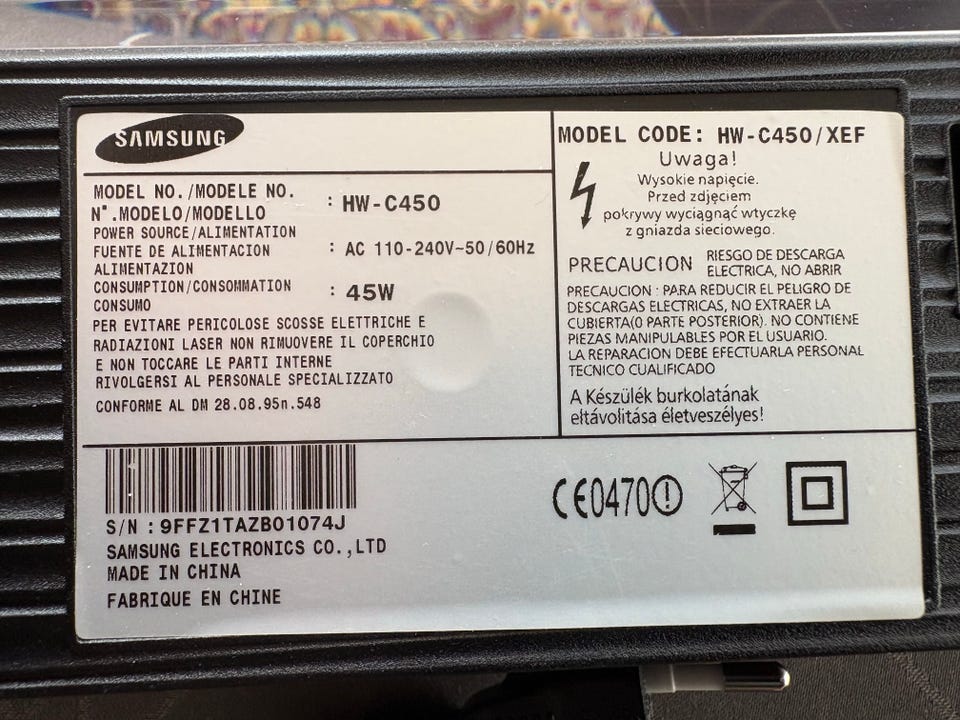 SAMSUNG
MODEL NO./MODELE NO.
N°.MODELO/MODELLO
: HW-C450
POWER SOURCE/ALIMENTATION
FUENTE DE ALIMENTACION
ALIMENTAZION
: AC 110-240V~50/60Hz
CONSUMPTION/CONSOMMATION
CONSUMO
: 45W
PER EVITARE PERICOLOSE SCOSSE ELETTRICHE E
RADIAZIONI LASER NON RIMUOVERE IL COPERCHIO
E NON TOCCARE LE PARTI INTERNE
RIVOLGERSI AL PERSONALE SPECIALIZZATO
CONFORME AL DM 28.08.95n.548
MODEL CODE: HW-C450/XEF
Uwaga!
Wysokie napięcie.
Przed zdjęciem
pokrywy wyciągnąć wtyczkę
z gniazda sieciowego.
PRECAUCION
RIESGO DE DESCARGA
ELECTRICA, NO ABRIR
PRECAUCION : PARA REDUCIR EL PELIGRO DE
DESCARGAS ELECTRICAS, NO EXTRAER LA
CUBIERTA(O PARTE POSTERIOR). NO CONTIENE
PIEZAS MANIPULABLES POR EL USUARIO.
LA REPARACION DEBE EFECTUARLA PERSONAL
TECNICO CUALIFICADO
A Készülék burkolatának
eltávolitása életveszélyes!
S/N : 9FFZ1TAZB01074J
SAMSUNG ELECTRONICS CO.,LTD
MADE IN CHINA
FABRIQUE EN CHINE
CE0470